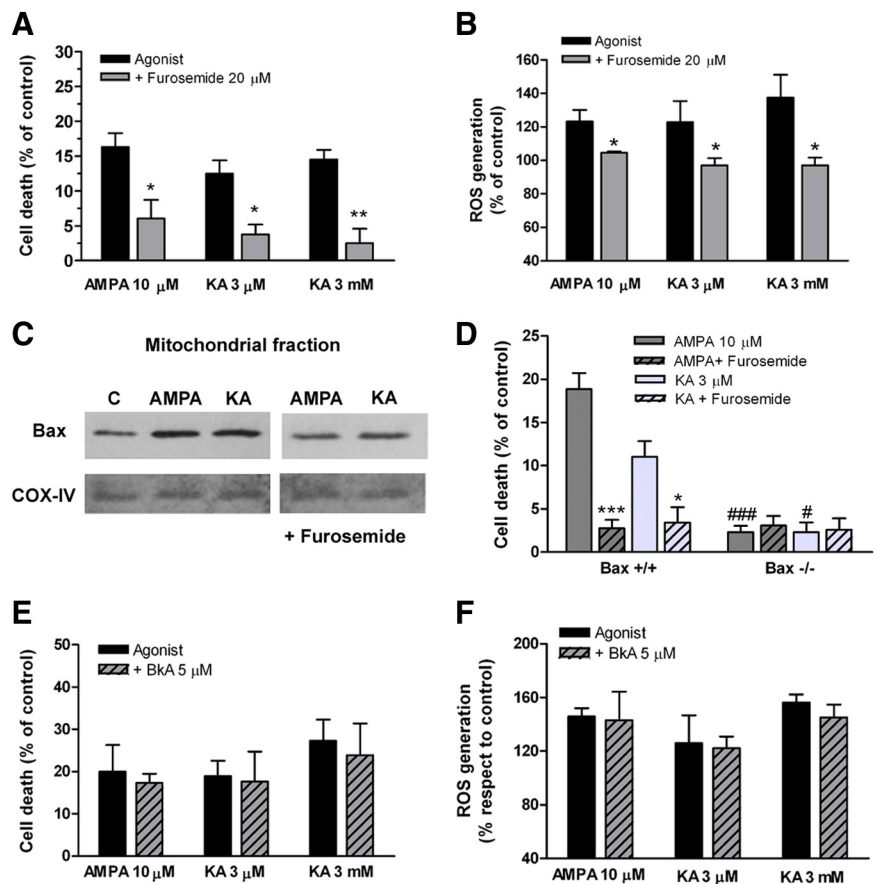 A
Cell death (% of control)
30
25
20
15
10
5
0
Agonist
+ Furosemide 20 µM
*
*
**
AMPA 10 µM KA 3 µM KA 3 mM
B
ROS generation
(% of control)
160
140
120
100
80
60
40
Agonist
+ Furosemide 20 µM
*
*
*
AMPA 10 µM KA 3 µM KA 3 mM
C
Mitochondrial fraction
C AMPA KA AMPA KA
Bax
COX-IV
+ Furosemide
D
Cell death (% of control)
25
20
15
10
5
0
AMPA 10 µM
AMPA+ Furosemide
KA 3 µM
KA + Furosemide
***
*
###
#
Bax +/+ Bax -/-
E
Cell death (% of control)
50
40
30
20
10
0
Agonist
+ BkA 5 µM
AMPA 10 µM KA 3 µM KA 3 mM
F
ROS generation
(% respect to control)
200
160
120
80
40
Agonist
+ BkA 5 µM
AMPA 10 µM KA 3 µM KA 3 mM